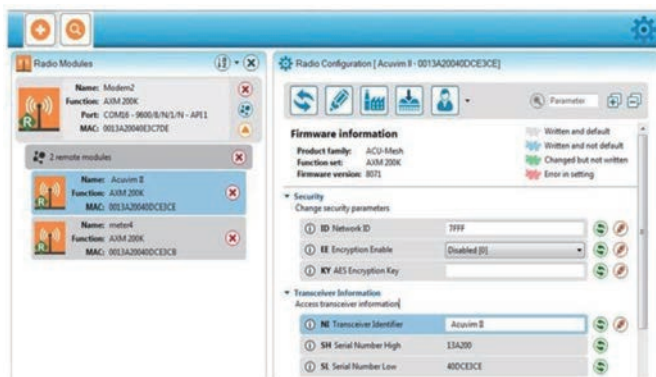 Radio Modules
Name: Modem2
Function: AXM 200K
Port: COM16 - 9600/8/N/1/N - API 1
MAC: 0013A20040E3C7DE
2 remote modules
Name: Acuvim II
Function: AXM 200K
MAC: 0013A20040DCE3CE
Name: meter4
Function: AXM 200K
MAC: 0013A20040DCE3CB
Radio Configuration [ Acuvim II - 0013A20040DCE3CE]
Parameter
Firmware information
Product family: ACU-Mesh
Function set: AXM 200K
Firmware version: 8071
Written and default
Written and not default
Changed but not written
Error in setting
Security
Change security parameters
ID Network ID 7FFF
EE Encryption Enable Disabled [0]
KY AES Encryption Key
Transceiver Information
Access transceiver information
NI Transceiver Identifier Acuvim II
SH Serial Number High 13A200
SL Serial Number Low 40DCE3CE